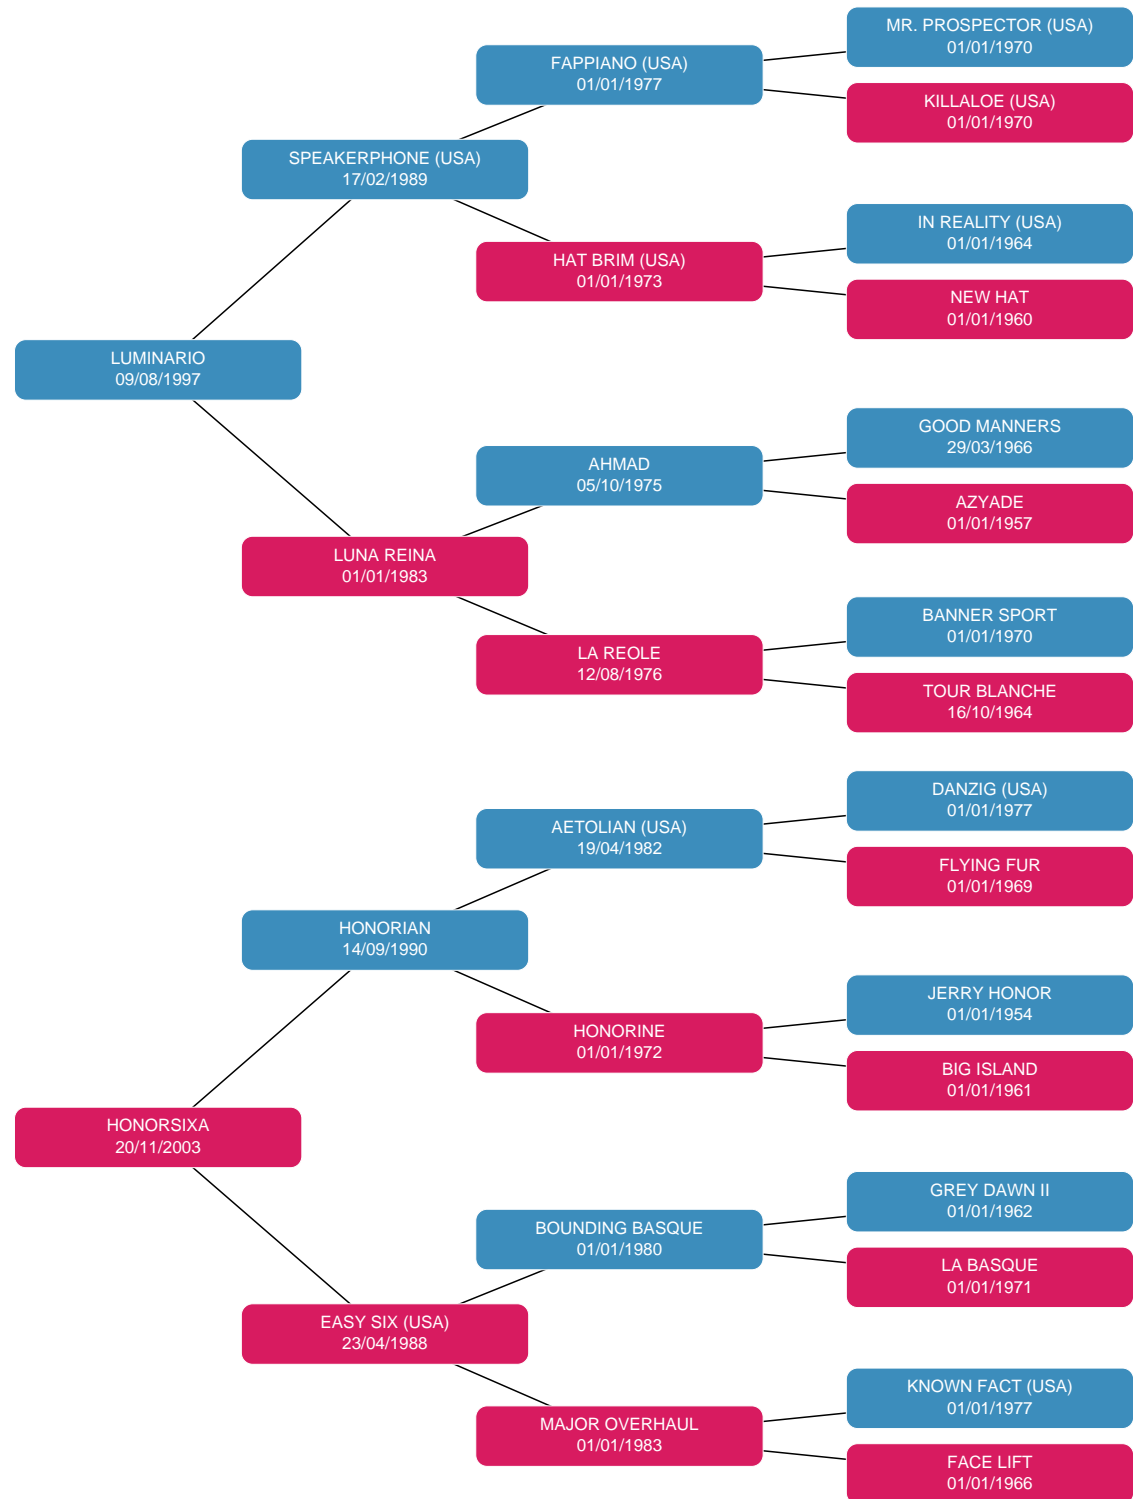 MR. PROSPECTOR (USA)
01/01/1970
FAPPIANO (USA)
01/01/1977
KILLALOE (USA)
01/01/1970
SPEAKERPHONE (USA)
17/02/1989
IN REALITY (USA)
01/01/1964
HAT BRIM (USA)
01/01/1973
NEW HAT
01/01/1960
LUMINARIO
09/08/1997
GOOD MANNERS
29/03/1966
AHMAD
05/10/1975
AZYADE
01/01/1957
LUNA REINA
01/01/1983
BANNER SPORT
01/01/1970
LA REOLE
12/08/1976
TOUR BLANCHE
16/10/1964
DANZIG (USA)
01/01/1977
AETOLIAN (USA)
19/04/1982
FLYING FUR
01/01/1969
HONORIAN
14/09/1990
JERRY HONOR
01/01/1954
HONORINE
01/01/1972
BIG ISLAND
01/01/1961
HONORSIXA
20/11/2003
GREY DAWN II
01/01/1962
BOUNDING BASQUE
01/01/1980
LA BASQUE
01/01/1971
EASY SIX (USA)
23/04/1988
KNOWN FACT (USA)
01/01/1977
MAJOR OVERHAUL
01/01/1983
FACE LIFT
01/01/1966